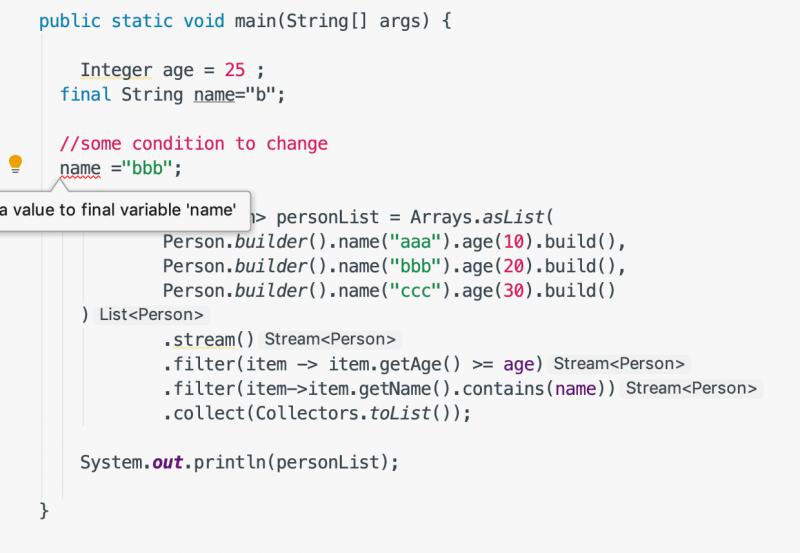 public static void main(String[] args) {
Integer age = 25 ;
final String name="b";
//some condition to change
name ="bbb";
a value to final variable 'name'
> personList = Arrays.asList(
Person.builder().name("aaa").age(10).build(),
Person.builder().name("bbb").age(20).build(),
Person.builder().name("ccc").age(30).build()
) List<Person>
.stream() Stream<Person>
.filter(item -> item.getAge() >= age) Stream<Person>
.filter(item->item.getName().contains(name)) Stream<Person>
.collect(Collectors.toList());
System.out.println(personList);
}